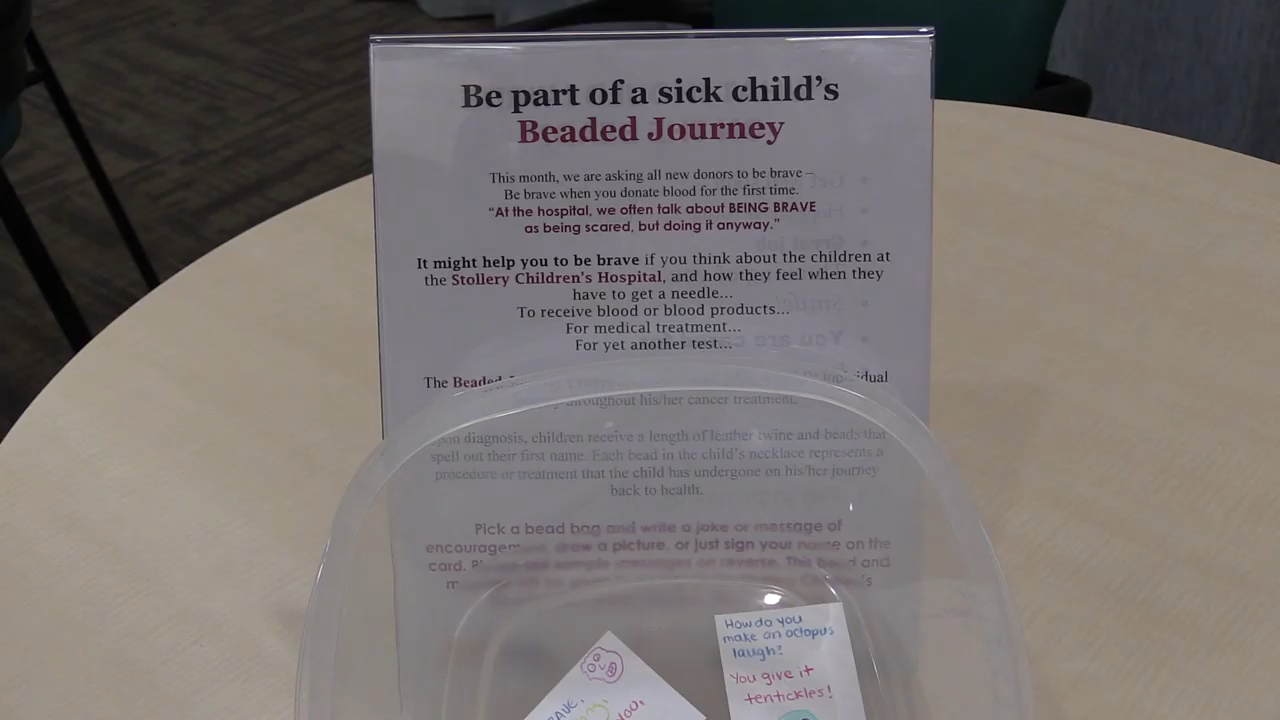 Be part of a sick child's
Beaded Journey
This month, we are asking all new donors to be brave –
Be brave when you donate blood for the first time.
"At the hospital, we often talk about BEING BRAVE
as being scared, but doing it anyway."
It might help you to be brave if you think about the children at
the Stollery Children's Hospital, and how they feel when they
have to get a needle...
To receive blood or blood products...
For medical treatment...
For yet another test...
The Beaded individual
throughout his/her cancer treatment.
Upon diagnosis, children receive a length of leather twine and beads that
spell out their first name. Each bead in the child's necklace represents a
procedure or treatment that the child has undergone on his/her journey
back to health.
Pick a bead bag and write a joke or message of
encouragement, draw a picture, or just sign your name on the
card. sample messages on reverse. This bead and
How do you
make an octopus
laugh?
You give it
tentickles!